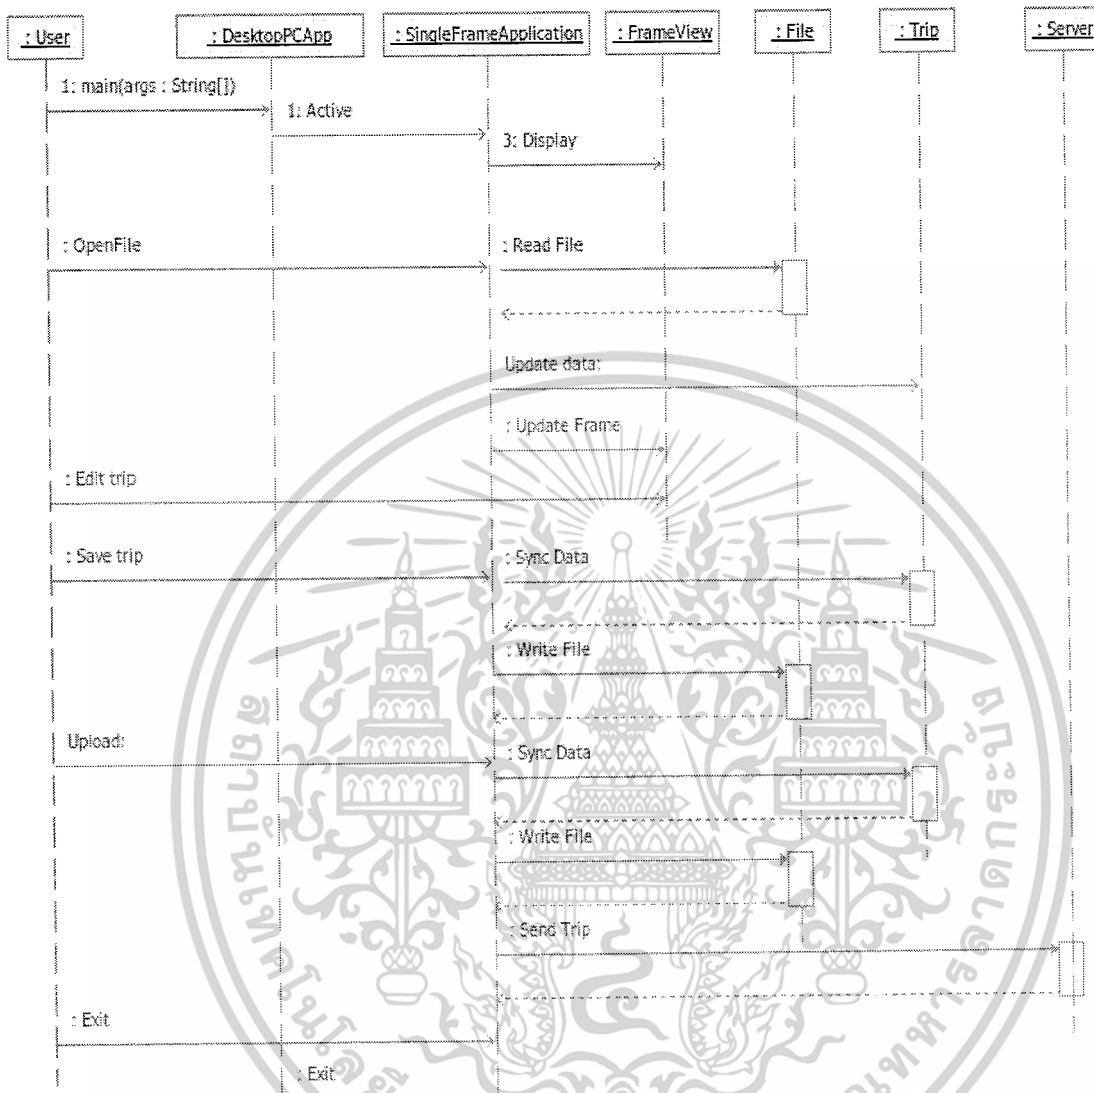 : User
: DesktopPCApp
: SingleFrameApplication
: FrameView
: File
: Trip
: Server
1: main(args : String[])
1: Active
3: Display
: OpenFile
: Read File
Update data:
: Update Frame
: Edit trip
: Save trip
: Sync Data
: Write File
Upload:
: Sync Data
: Write File
: Send Trip
: Exit
: Exit